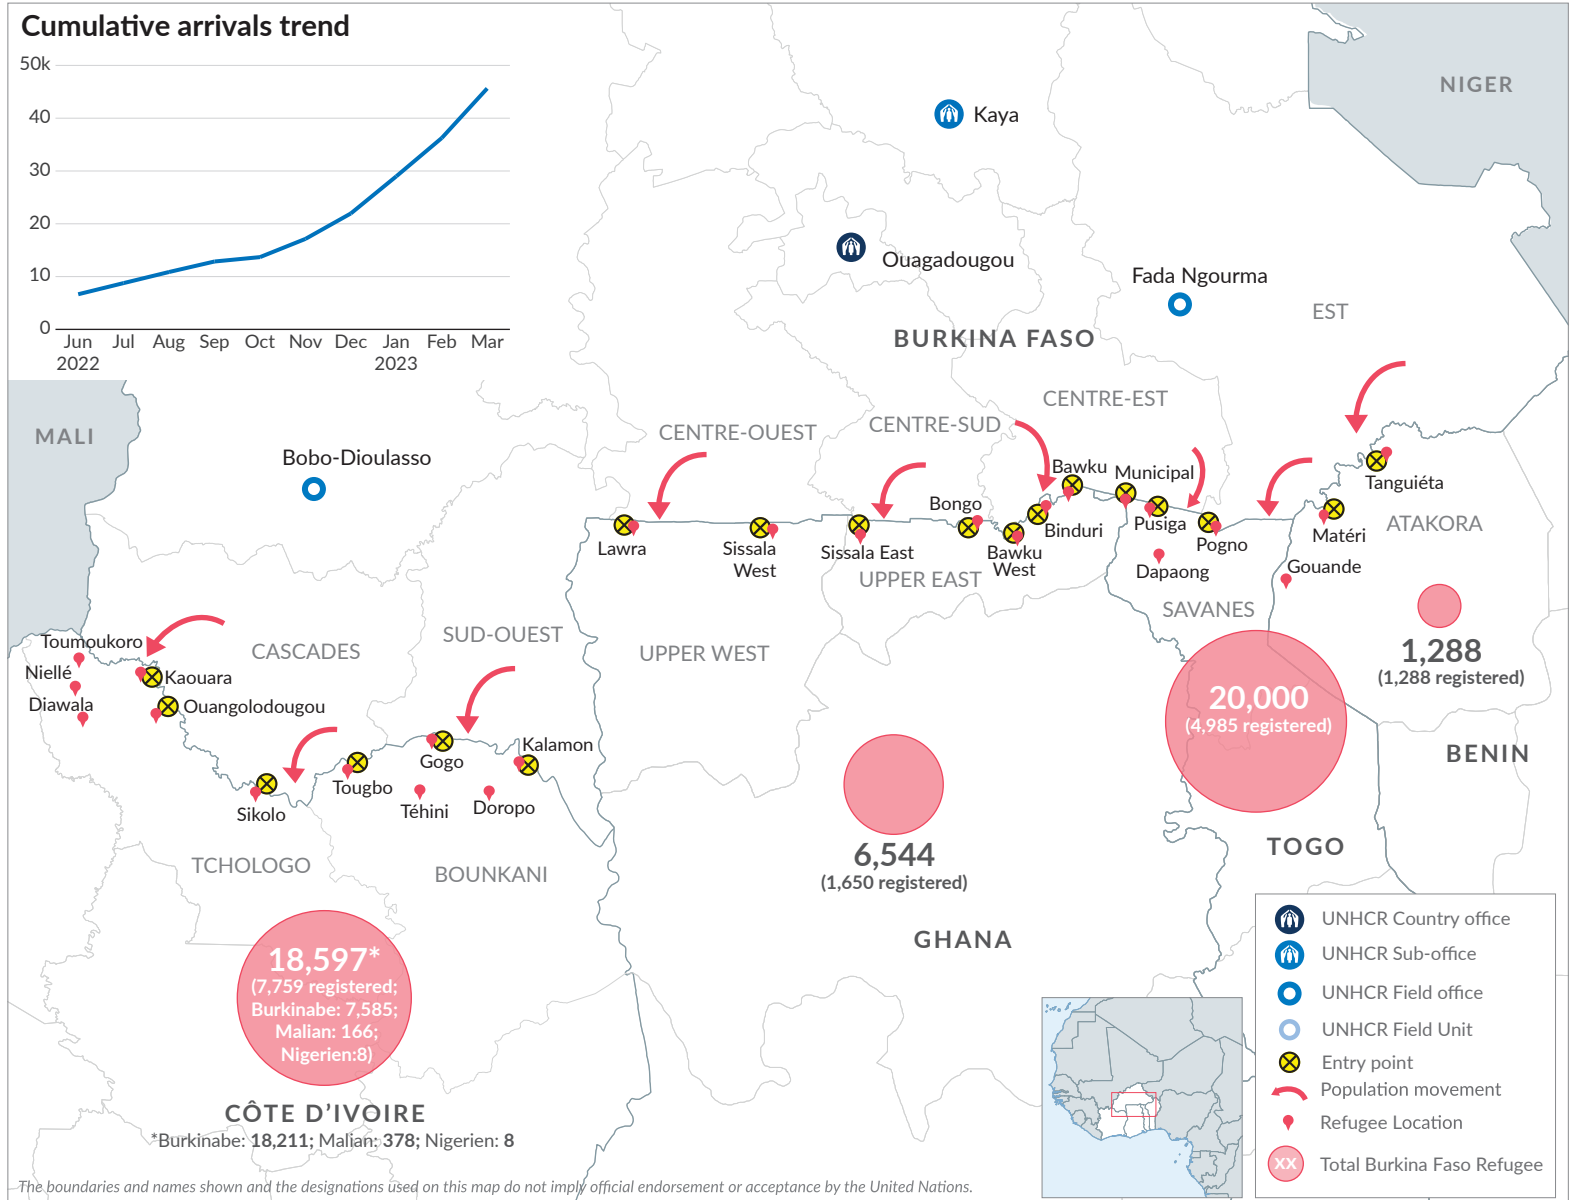 Cumulative arrivals trend
50k
40
30
20
10
0
Jun Jul Aug Sep Oct Nov Dec Jan Feb Mar
2022 2023
NIGER
Kaya
Ouagadougou
Fada Ngourma
EST
BURKINA FASO
MALI
Bobo-Dioulasso
CENTRE-OUEST
CENTRE-SUD
CENTRE-EST
Bawku Municipal
Tanguiéta
Bongo
Binduri
Pusiga
ATAKORA
Lawra
Sissala
West
Sissala East
Bawku
West
Pogno
Matéri
UPPER EAST
Dapaong
Gouande
SAVANES
Toumoukoro
Niellé
Diawala
Kaouara
Ouangolodougou
CASCADES
SUD-OUEST
UPPER WEST
1,288
(1,288 registered)
20,000
(4,985 registered)
BENIN
Gogo
Kalamon
Tougbo
Sikolo
Téhini
Doropo
TCHOLOGO
BOUNKANI
6,544
(1,650 registered)
TOGO
GHANA
18,597*
(7,759 registered;
Burkinabe: 7,585;
Malian: 166;
Nigerien:8)
CÔTE D’IVOIRE
*Burkinabe: 18,211; Malian: 378; Nigerien: 8
UNHCR Country office
UNHCR Sub-office
UNHCR Field office
UNHCR Field Unit
Entry point
Population movement
Refugee Location
XX Total Burkina Faso Refugee
The boundaries and names shown and the designations used on this map do not imply official endorsement or acceptance by the United Nations.